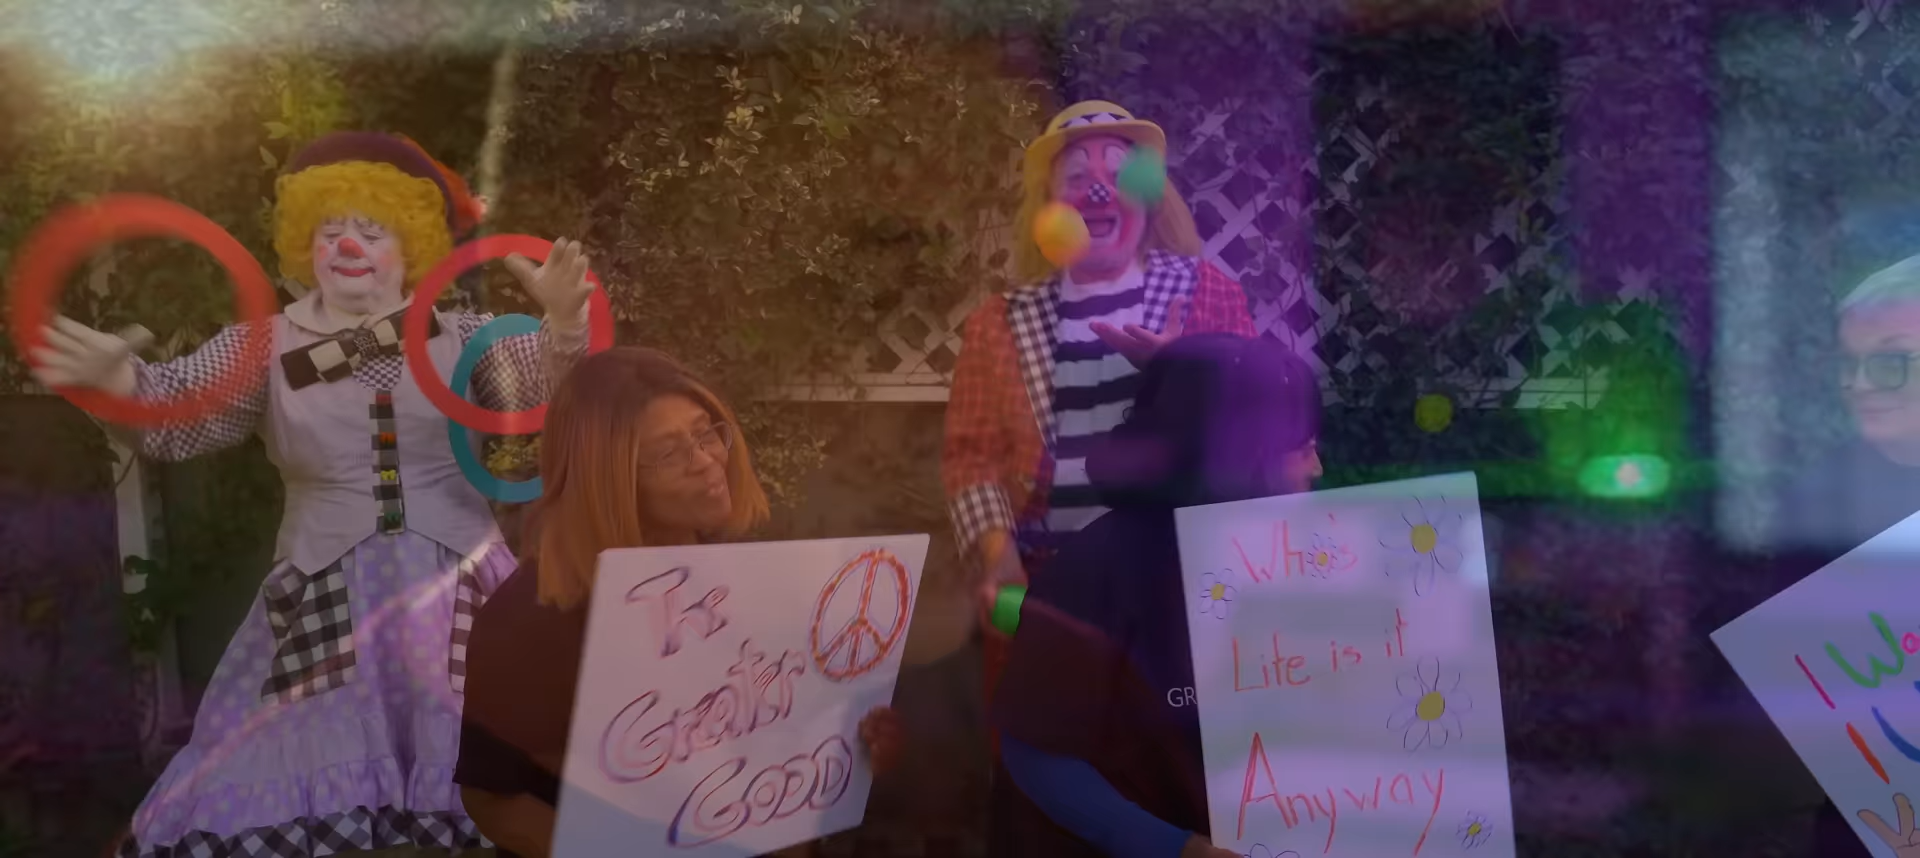 The
Greater
GOOD
GR
Who's
Life is it
Anyway
I